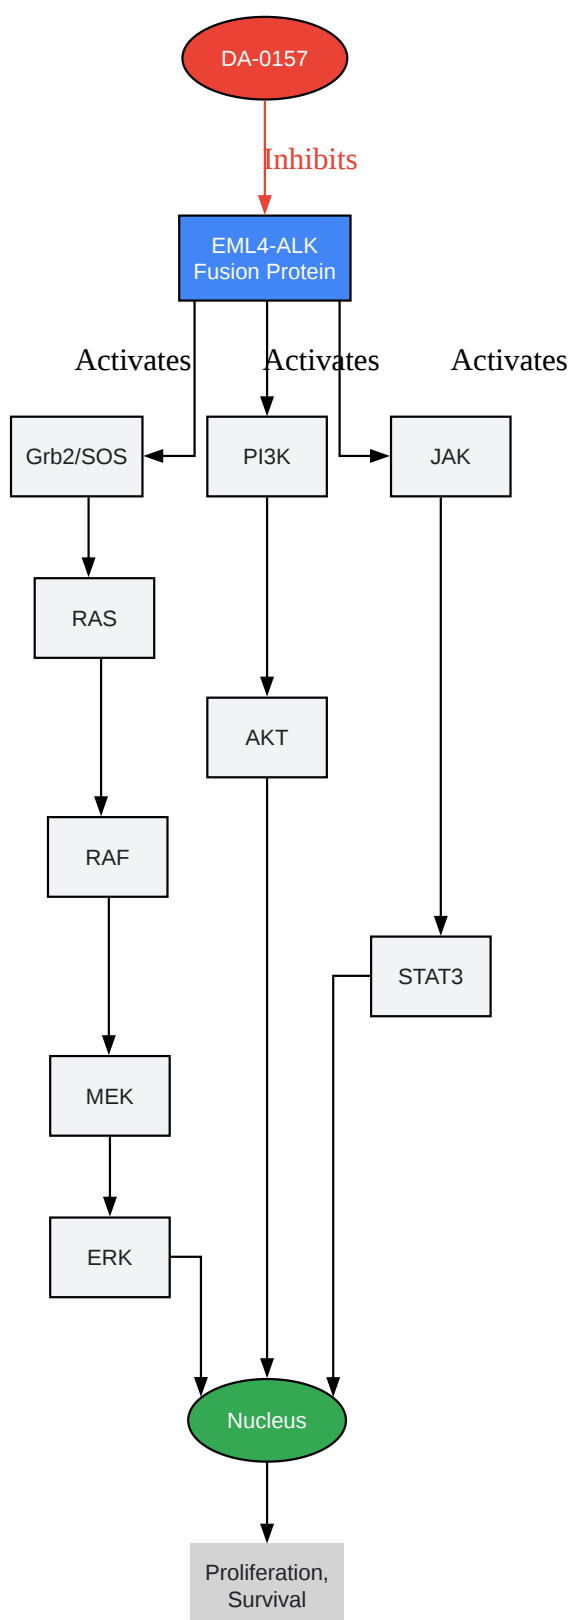 DA-0157
Inhibits
EML4-ALK
Fusion Protein
Activates
Activates
Activates
Grb2/SOS
PI3K
JAK
RAS
AKT
RAF
STAT3
MEK
ERK
Nucleus
Proliferation,
Survival